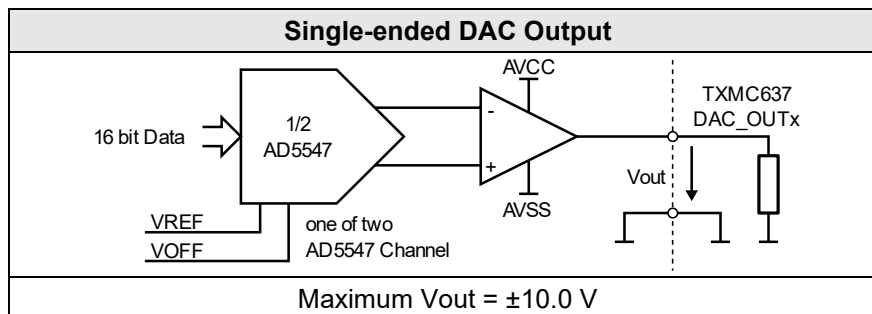 Single-ended DAC Output
AVCC
TXMC637
DAC_OUTx
16 bit Data
1/2
AD5547
-
+
Vout
AVSS
VREF
VOFF
one of two
AD5547 Channel
Maximum Vout = ±10.0 V